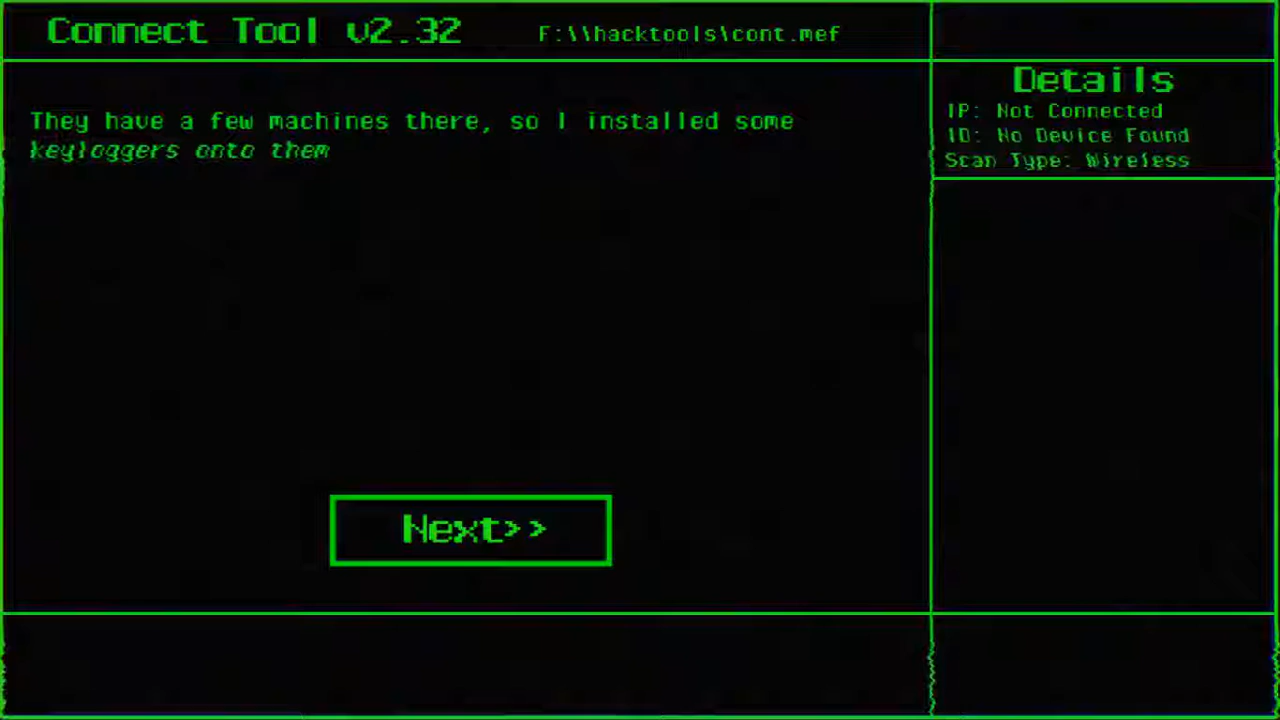 Connect Tool v2.32
F:\\hacktools\cont.mef
Details
IP: Not Connected
ID: No Device Found
Scan Type: Wireless
They have a few machines there, so I installed some
keyloggers onto them
Next>>